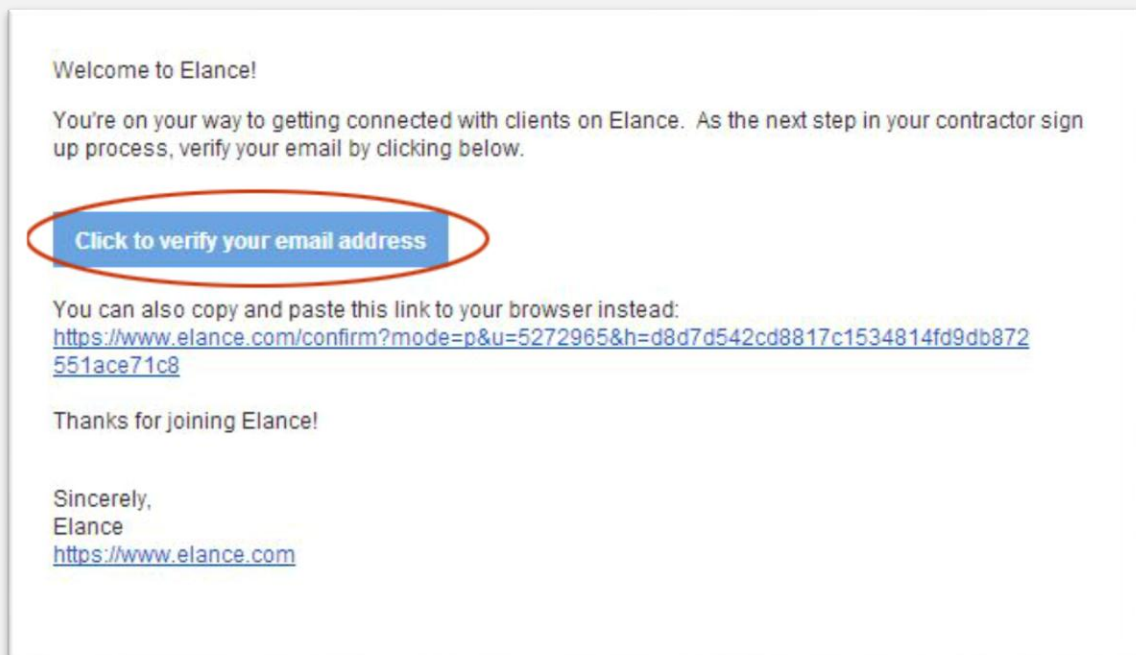 Welcome to Elance!
You're on your way to getting connected with clients on Elance.  As the next step in your contractor sign
up process, verify your email by clicking below.
Click to verify your email address
You can also copy and paste this link to your browser instead:
https://www.elance.com/confirm?mode=p&u=5272965&h=d8d7d542cd8817c1534814fd9db872
551ace71c8
Thanks for joining Elance!
Sincerely,
Elance
https://www.elance.com